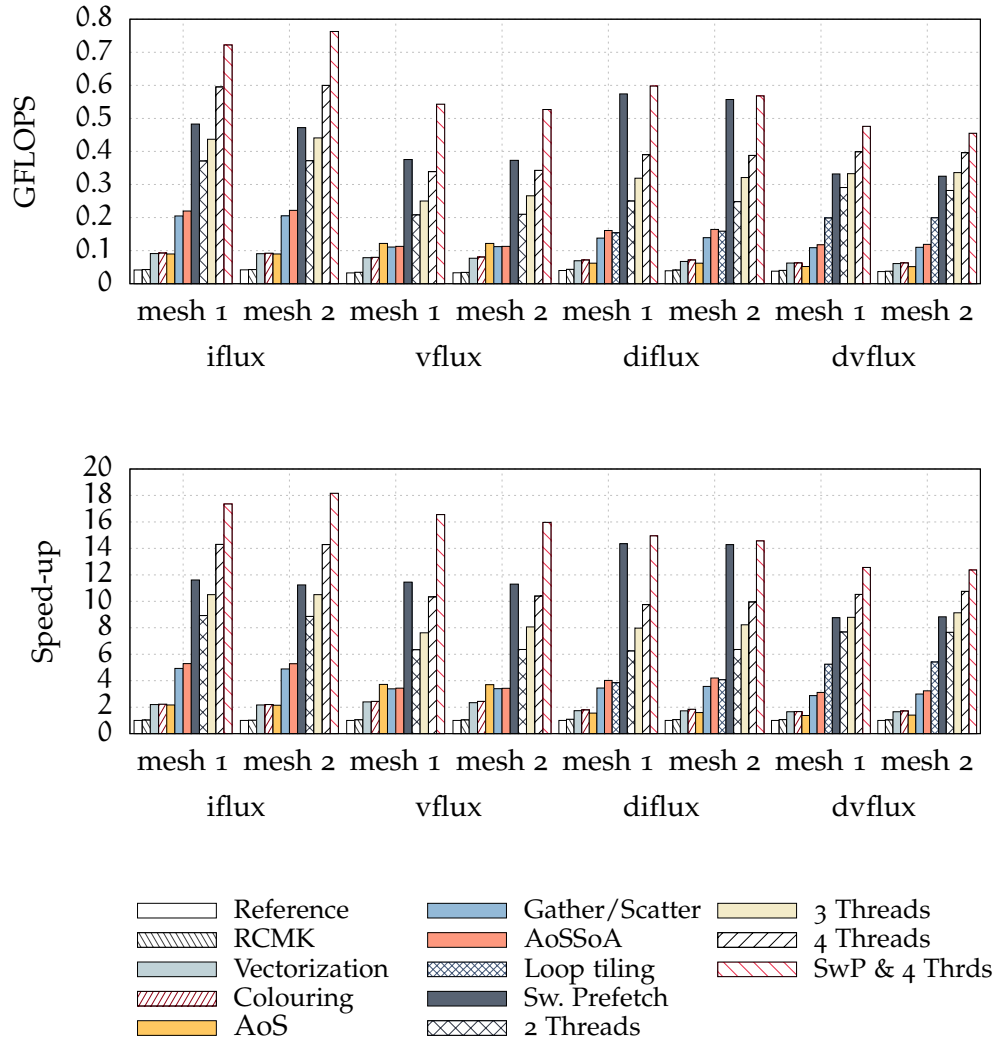 0.8
0.7
0.6
0.5
0.4
0.3
0.2
0.1
0
GFLOPS
mesh 1 mesh 2 mesh 1 mesh 2 mesh 1 mesh 2 mesh 1 mesh 2
iflux vflux diflux dvflux
20
18
16
14
12
10
8
6
4
2
0
Speed-up
mesh 1 mesh 2 mesh 1 mesh 2 mesh 1 mesh 2 mesh 1 mesh 2
iflux vflux diflux dvflux
Reference Gather/Scatter 3 Threads
RCMK AoSSoA 4 Threads
Vectorization Loop tiling SwP & 4 Thrds
Colouring Sw. Prefetch
AoS 2 Threads